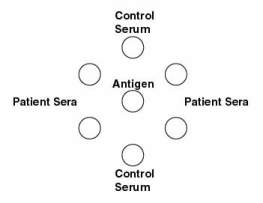 Control
Serum
Antigen
Patient Sera
Patient Sera
Control
Serum